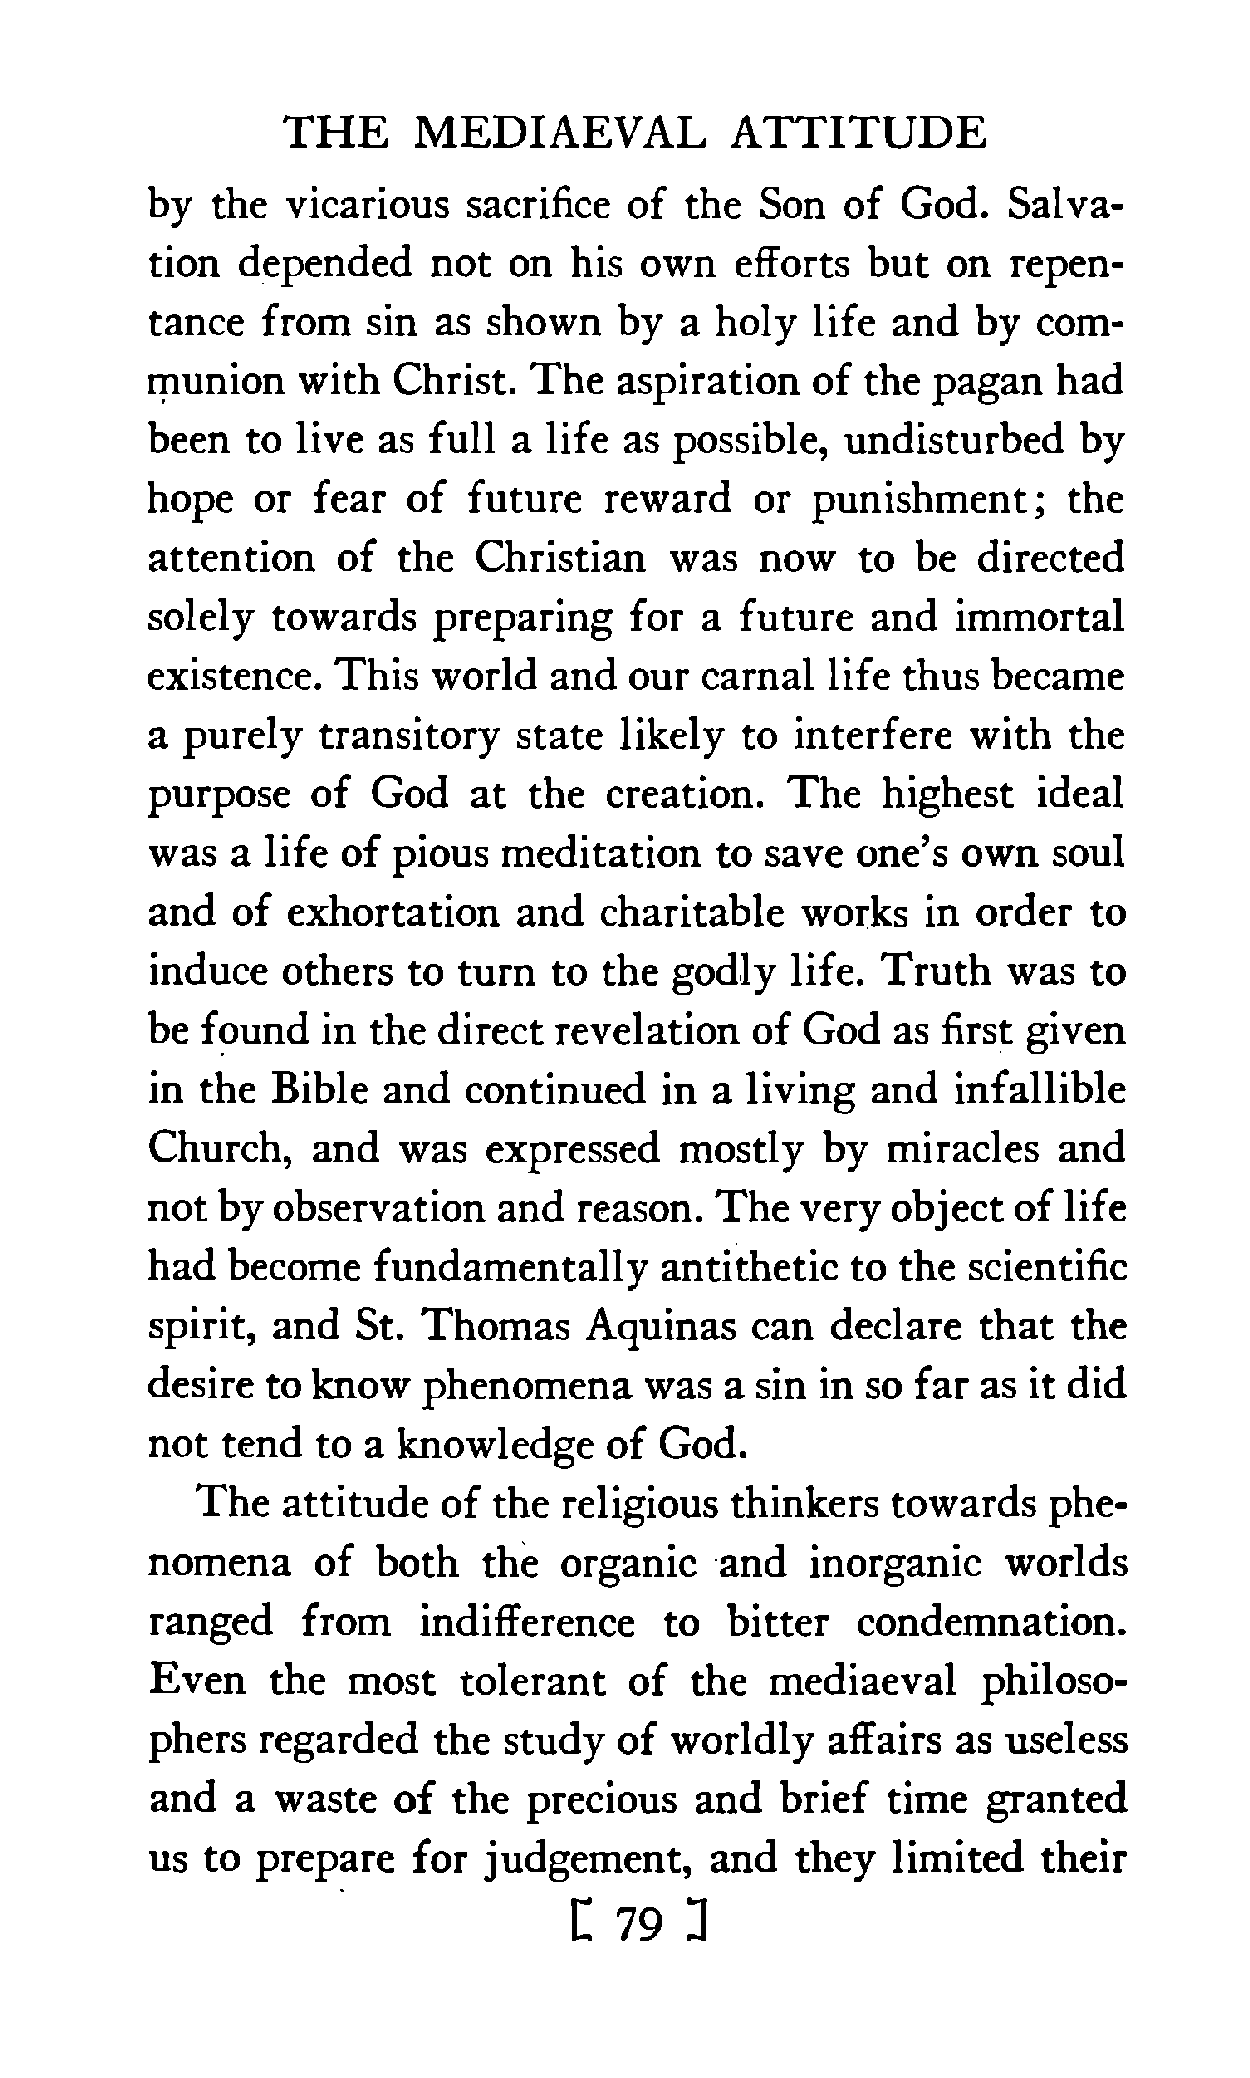 THE MEDIAEVAL ATTITUDE
by the vicarious sacrifice of the Son of God. Salva-
tion depended not on his own efforts but on repen-
tance from sin as shown by a holy life and by com-
munion with Christ. The aspiration of the pagan had
been to live as full a life as possible, undisturbed by
hope or fear of future reward or punishment; the
attention of the Christian was now to be directed
solely towards preparing for a future and immortal
existence. This world and our carnal life thus became
a purely transitory state likely to interfere with the
purpose of God at the creation. The highest ideal
was a life of pious meditation to save one's own soul
and of exhortation and charitable works in order to
induce others to turn to the godly life. Truth was to
be found in the direct revelation of God as first given
in the Bible and continued in a living and infallible
Church, and was expressed mostly by miracles and
not by observation and reason. The very object of life
had become fundamentally antithetic to the scientific
spirit, and St. Thomas Aquinas can declare that the
desire to know phenomena was a sin in so far as it did
not tend to a knowledge of God.
The attitude of the religious thinkers towards phe-
nomena of both the organic and inorganic worlds
ranged from indifference to bitter condemnation.
Even the most tolerant of the mediaeval philoso-
phers regarded the study of worldly affairs as useless
and a waste of the precious and brief time granted
us to prepare for judgement, and they limited their
[ 79 ]